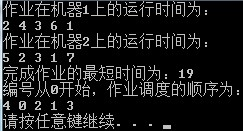 作业在机器1上的运行时间为：
2 4 3 6 1
作业在机器2上的运行时间为：
5 2 3 1 7
完成作业的最短时间为：19
编号从0开始，作业调度的顺序为：
4 0 2 1 3
请按任意键继续. . .